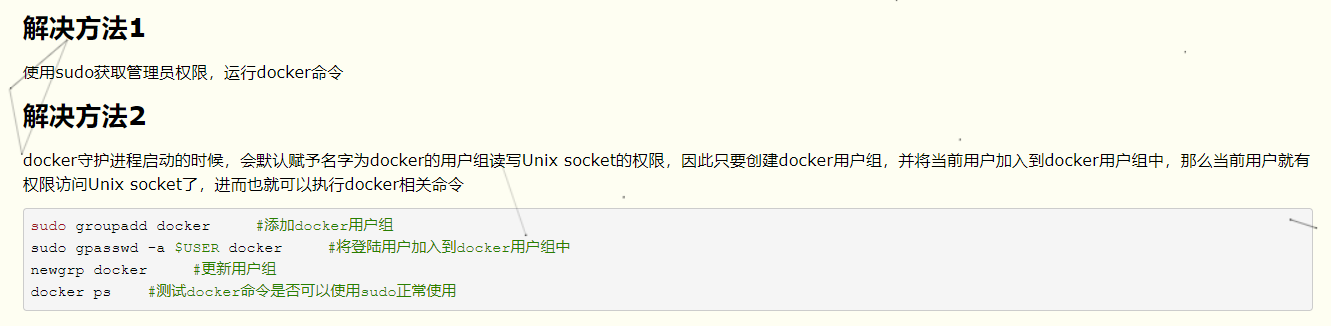 解决方法1
使用sudo获取管理员权限，运行docker命令
解决方法2
docker守护进程启动的时候，会默认赋予名字为docker的用户组读写Unix socket的权限，因此只要创建docker用户组，并将当前用户加入到docker用户组中，那么当前用户就有
权限访问Unix socket了，进而也就可以执行docker相关命令
sudo groupadd docker     #添加docker用户组
sudo gpasswd -a $USER docker     #将登陆用户加入到docker用户组中
newgrp docker     #更新用户组
docker ps    #测试docker命令是否可以使用sudo正常使用